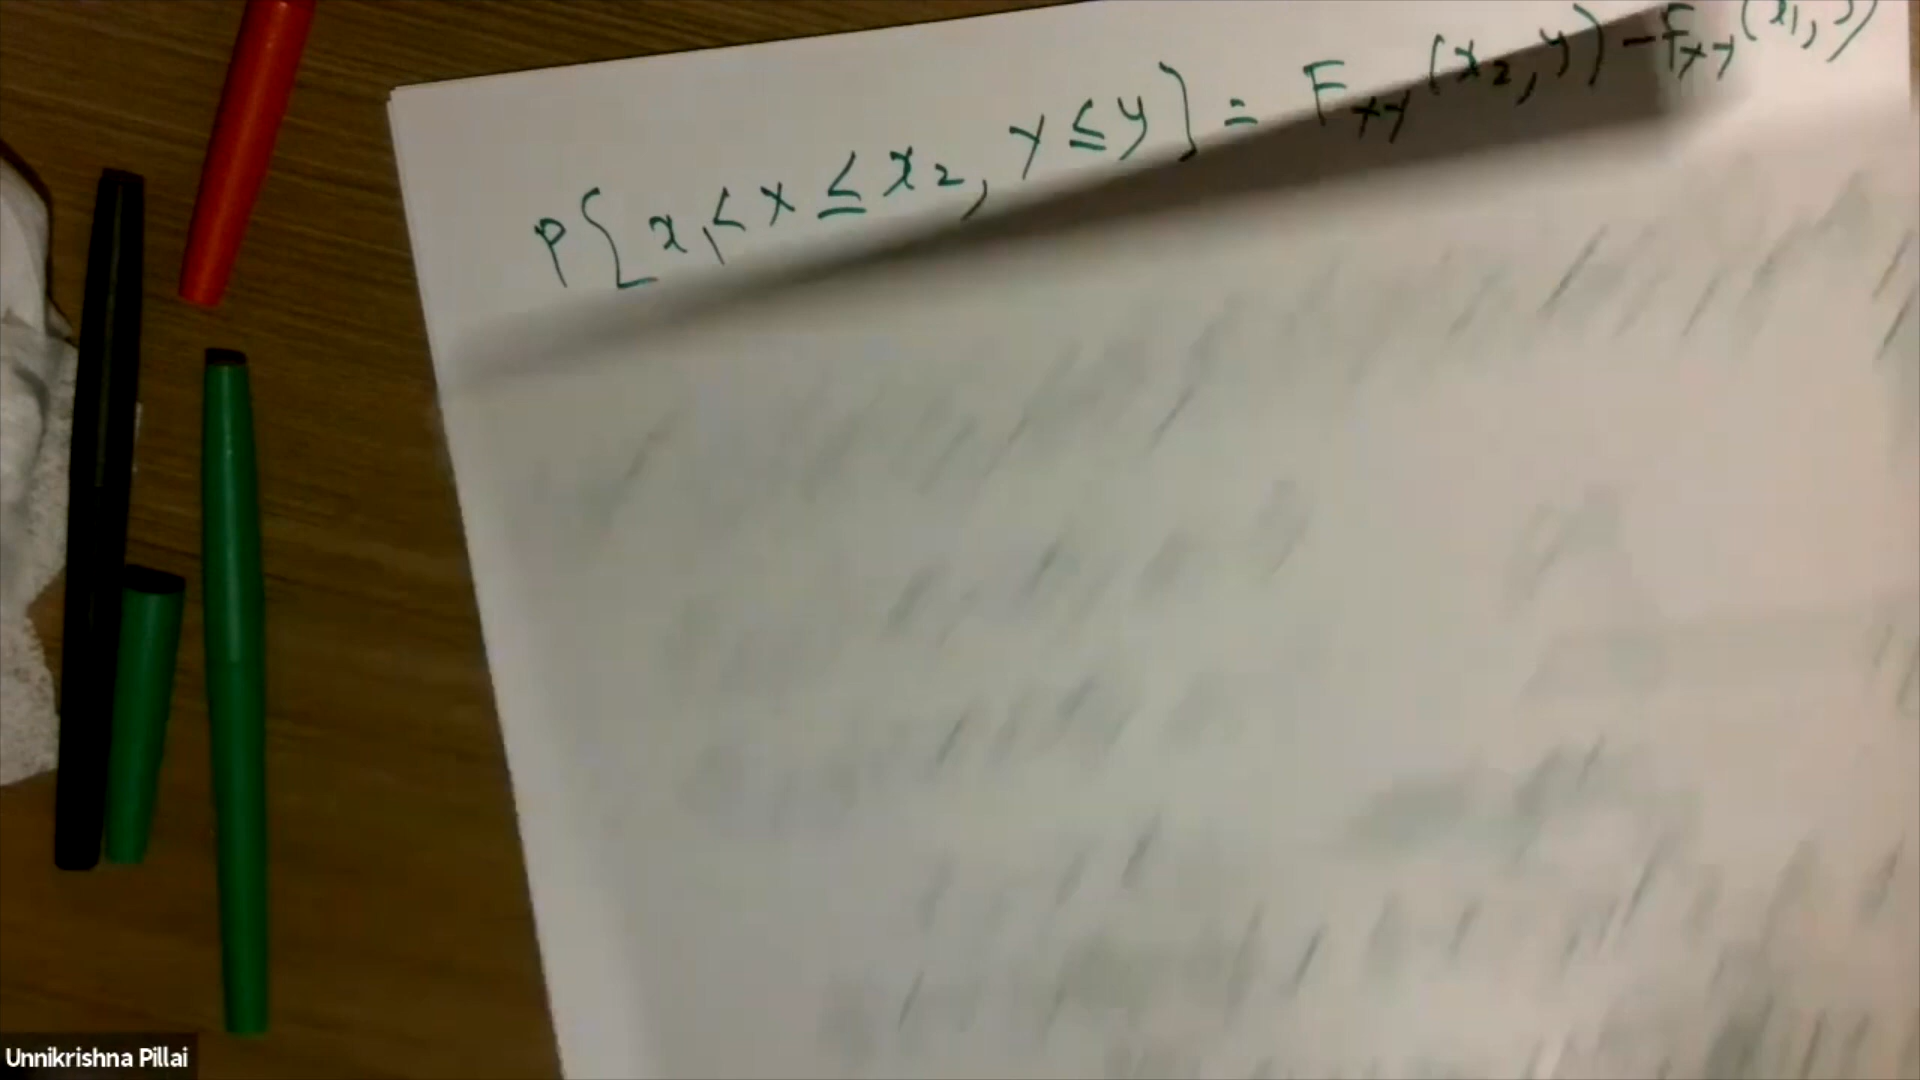 P[x₁<X≤x₂, Y≤y] = F_XY(x₂, y) - F_XY(x₁, y)
Unnikrishna Pillai